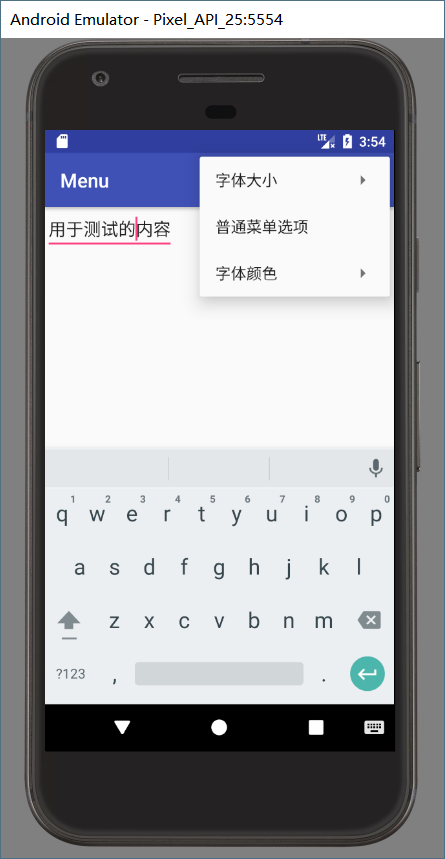 Android Emulator - Pixel_API_25:5554
LTE 3:54
Menu
字体大小
普通菜单选项
字体颜色
用于测试的内容
1 2 3 4 5 6 7 8 9 0
q w e r t y u i o p
a s d f g h j k l
z x c v b n m
?123 , .